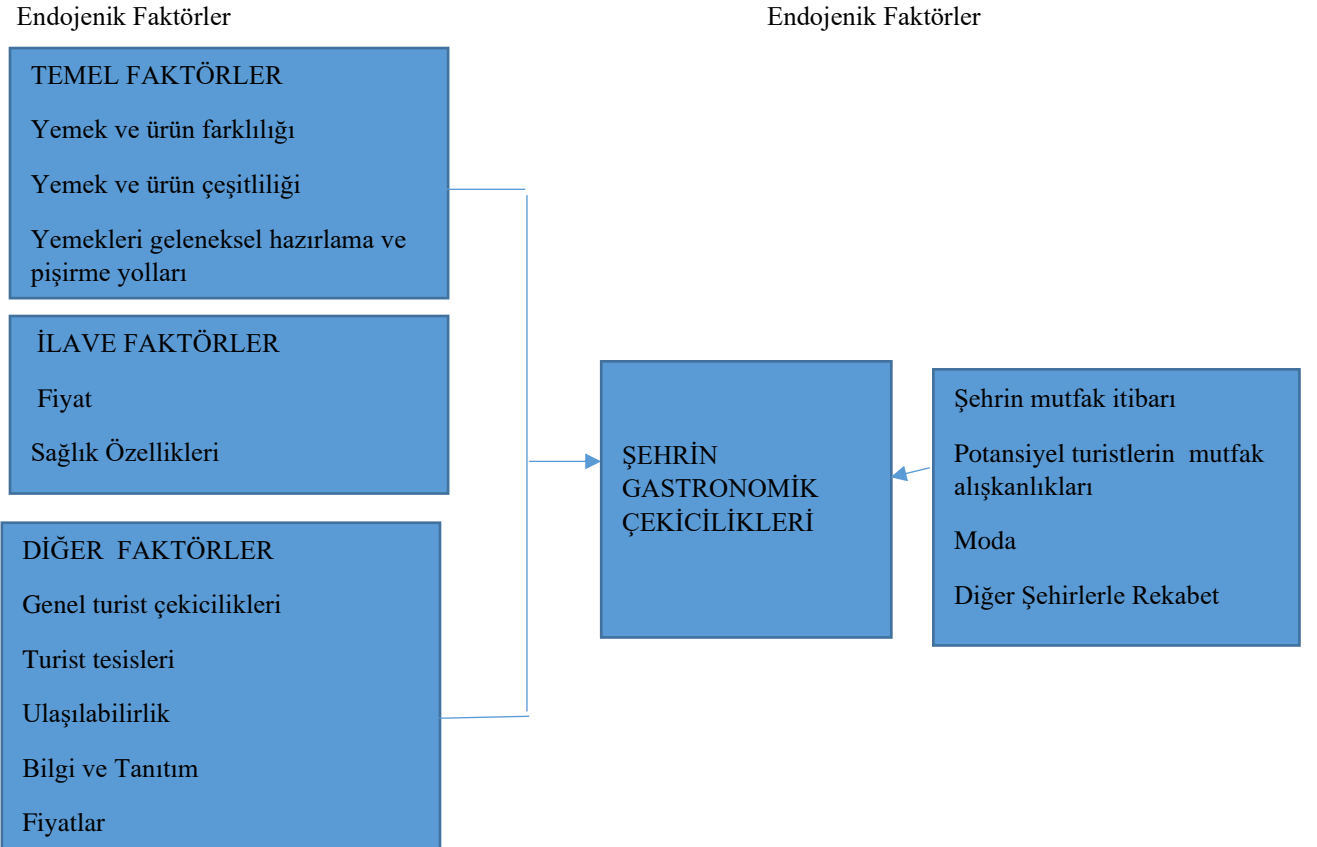 Endojenik Faktörler
Endojenik Faktörler
TEMEL FAKTÖRLER
Yemek ve ürün farklılığı
Yemek ve ürün çeşitliliği
Yemekleri geleneksel hazırlama ve
pişirme yolları
İLAVE FAKTÖRLER
Fiyat
Sağlık Özellikleri
DİĞER FAKTÖRLER
Genel turist çekicilikleri
Turist tesisleri
Ulaşılabilirlik
Bilgi ve Tanıtım
Fiyatlar
ŞEHRİN
GASTRONOMİK
ÇEKİCİLİKLERİ
Şehrin mutfak itibarı
Potansiyel turistlerin mutfak
alışkanlıkları
Moda
Diğer Şehirlerle Rekabet